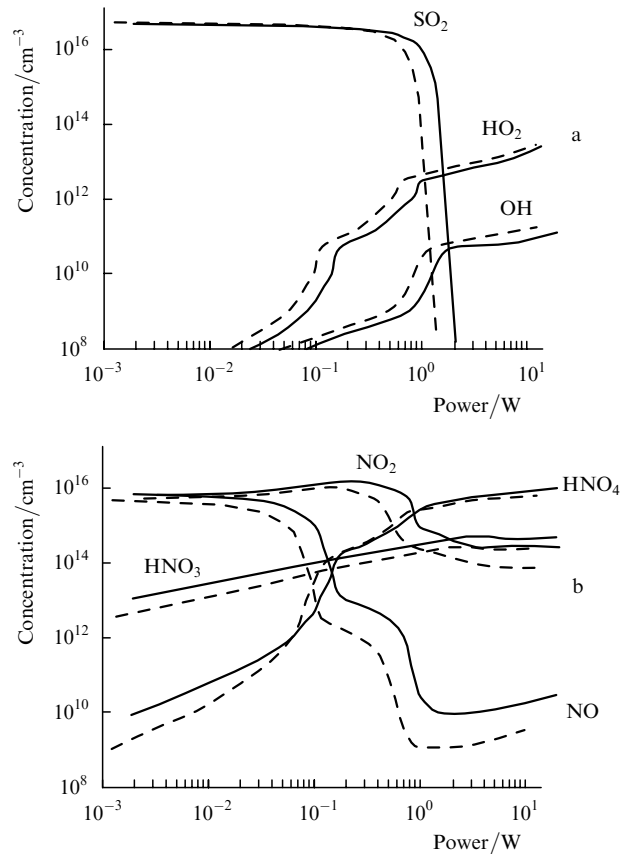 Concentration/cm⁻³
10¹⁶
10¹⁴
10¹²
10¹⁰
10⁸
SO₂
HO₂
a
OH
10⁻³ 10⁻² 10⁻¹ 10⁰ 10¹
Power/W
Concentration/cm⁻³
10¹⁶
10¹⁴
10¹²
10¹⁰
10⁸
NO₂
HNO₄
HNO₃
b
NO
10⁻³ 10⁻² 10⁻¹ 10⁰ 10¹
Power/W